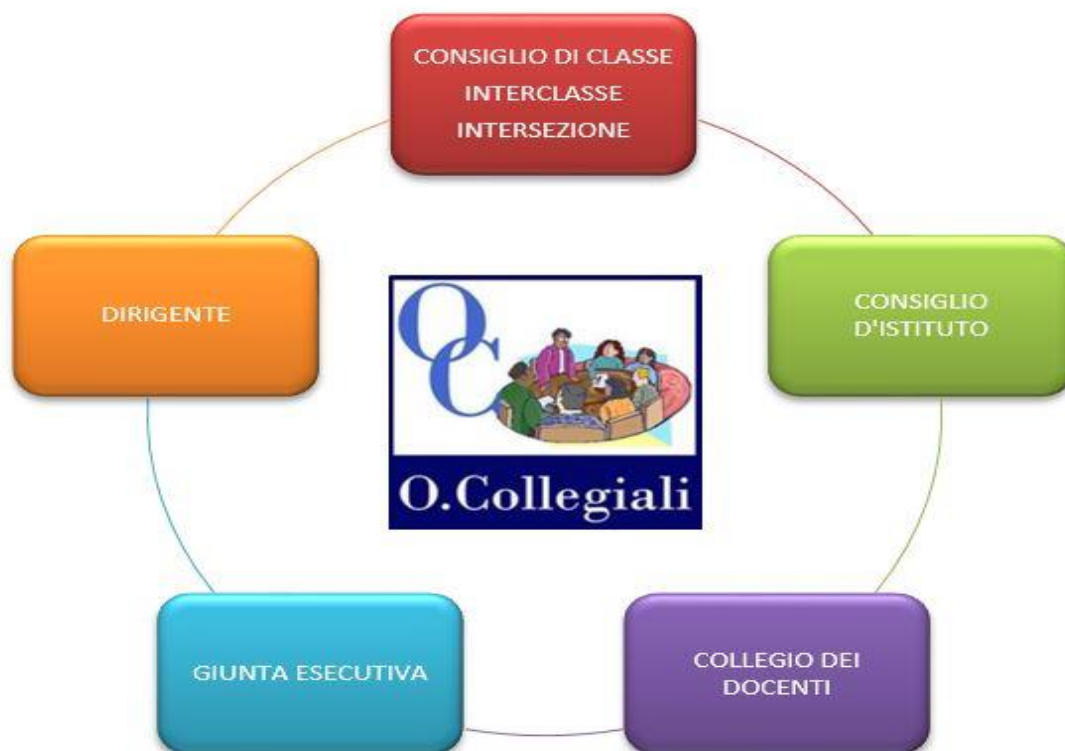 CONSIGLIO DI CLASSE
INTERCLASSE
INTERSEZIONE
DIRIGENTE
CONSIGLIO
D'ISTITUTO
OC
O.Collegiali
GIUNTA ESECUTIVA
COLLEGIO DEI
DOCENTI